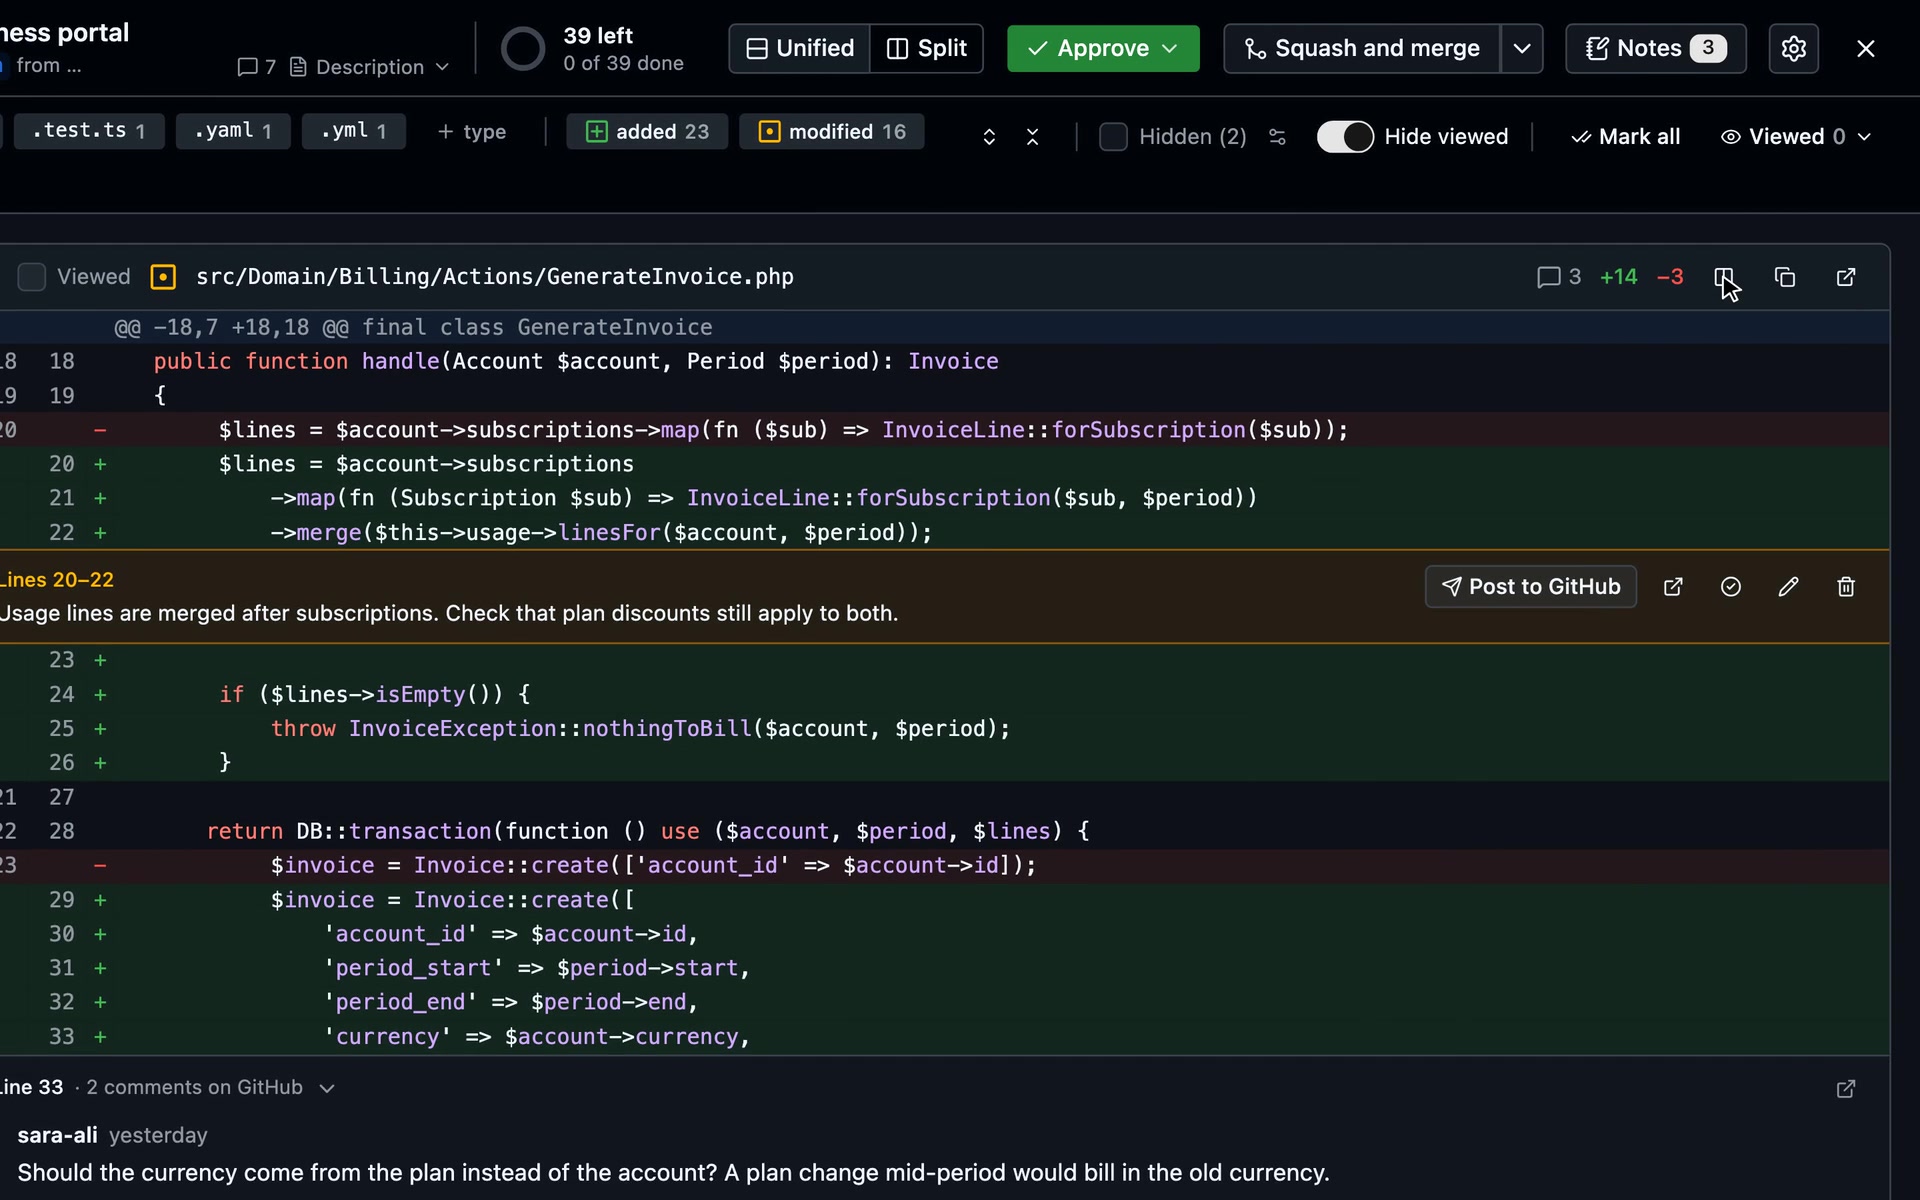 ness portal
from ...
7 Description
39 left
0 of 39 done
Unified Split
Approve
Squash and merge
Notes 3
.test.ts 1 .yaml 1 .yml 1 + type added 23 modified 16 Hidden (2) Hide viewed Mark all Viewed 0
Viewed src/Domain/Billing/Actions/GenerateInvoice.php 3 +14 −3
@@ −18,7 +18,18 @@ final class GenerateInvoice
8 18 public function handle(Account $account, Period $period): Invoice
9 19 {
20 − $lines = $account->subscriptions->map(fn ($sub) => InvoiceLine::forSubscription($sub));
20 + $lines = $account->subscriptions
21 + ->map(fn (Subscription $sub) => InvoiceLine::forSubscription($sub, $period))
22 + ->merge($this->usage->linesFor($account, $period));
Lines 20–22
Post to GitHub
Usage lines are merged after subscriptions. Check that plan discounts still apply to both.
23 +
24 + if ($lines->isEmpty()) {
25 + throw InvoiceException::nothingToBill($account, $period);
26 + }
21 27
22 28 return DB::transaction(function () use ($account, $period, $lines) {
23 − $invoice = Invoice::create(['account_id' => $account->id]);
29 + $invoice = Invoice::create([
30 + 'account_id' => $account->id,
31 + 'period_start' => $period->start,
32 + 'period_end' => $period->end,
33 + 'currency' => $account->currency,
Line 33 · 2 comments on GitHub
sara-ali yesterday
Should the currency come from the plan instead of the account? A plan change mid-period would bill in the old currency.